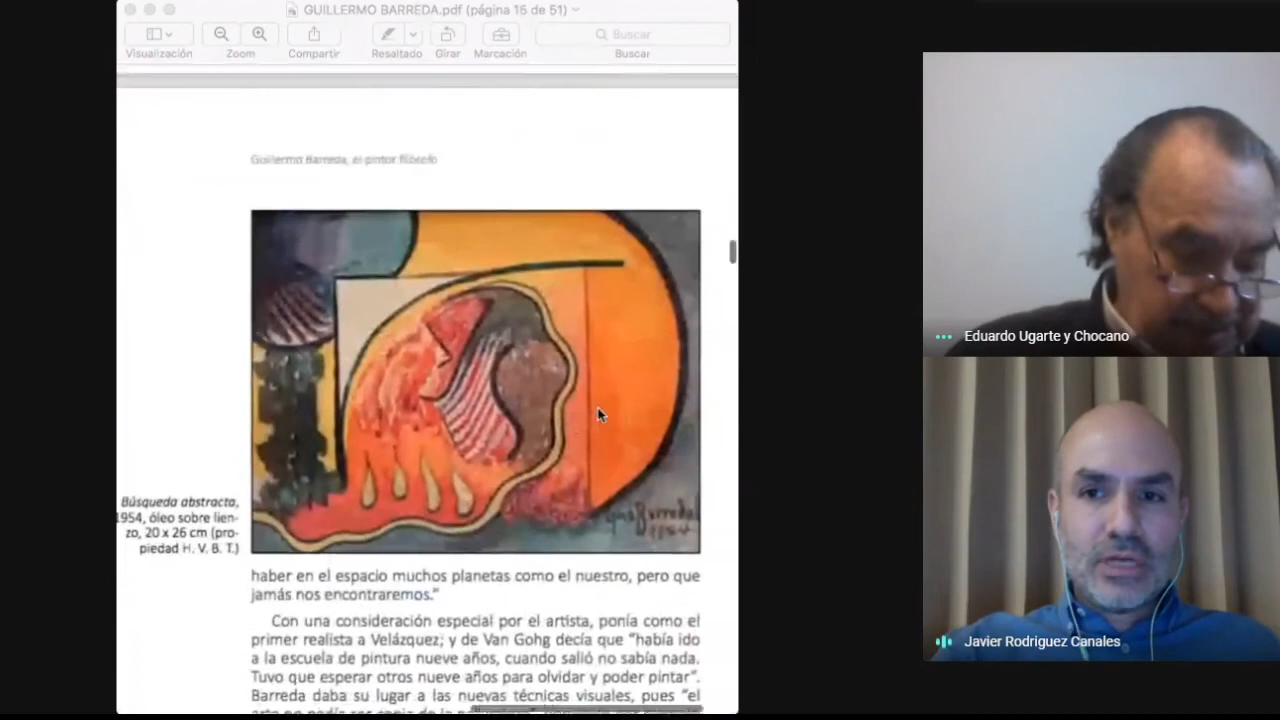 GUILLERMO BARREDA.pdf (página 15 de 51)
Buscar
Visualización
Zoom
Compartir
Resaltado
Girar
Marcación
Buscar
Guillermo Barreda, el pintor filósofo
Barreda
1954
Búsqueda abstracta,
1954, óleo sobre lien-
zo, 20 x 26 cm (pro-
piedad H. V. B. T.)
haber en el espacio muchos planetas como el nuestro, pero que
jamás nos encontraremos."
Con una consideración especial por el artista, ponía como el
primer realista a Velázquez; y de Van Gohg decía que "había ido
a la escuela de pintura nueve años, cuando salió no sabía nada.
Tuvo que esperar otros nueve años para olvidar y poder pintar".
Barreda daba su lugar a las nuevas técnicas visuales, pues "el
Eduardo Ugarte y Chocano
Javier Rodriguez Canales